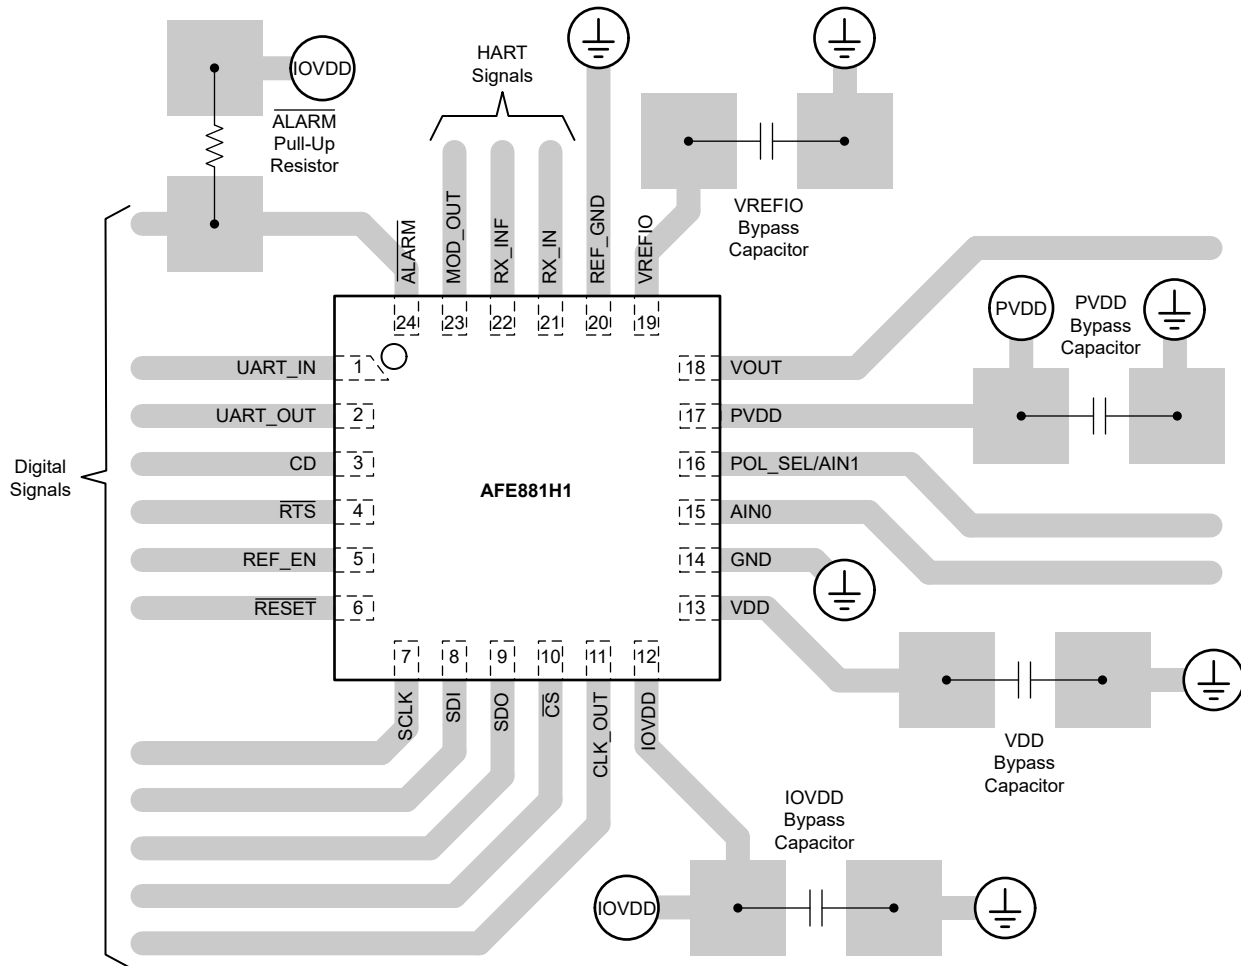 IOVDD
ALARM
Pull-Up
Resistor
HART
Signals
VREFIO
Bypass
Capacitor
ALARM
MOD_OUT
RX_INF
RX_IN
REF_GND
VREFIO
24
23
22
21
20
19
PVDD
PVDD
Bypass
Capacitor
Digital
Signals
UART_IN
1
UART_OUT
2
CD
3
RTS
4
REF_EN
5
RESET
6
AFE881H1
18
VOUT
17
PVDD
16
POL_SEL/AIN1
15
AIN0
14
GND
13
VDD
7
8
9
10
11
12
SCLK
SDI
SDO
CS
CLK_OUT
IOVDD
VDD
Bypass
Capacitor
IOVDD
Bypass
Capacitor
IOVDD